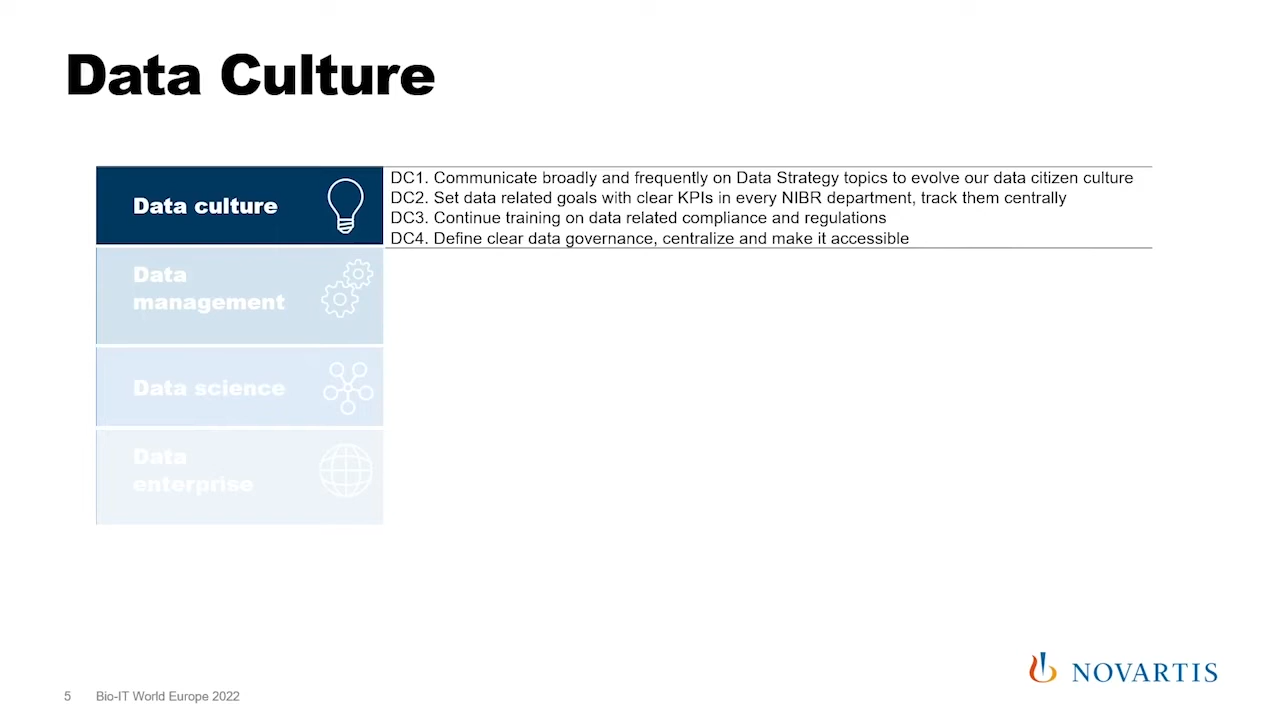 Data Culture
Data culture
DC1. Communicate broadly and frequently on Data Strategy topics to evolve our data citizen culture
DC2. Set data related goals with clear KPIs in every NIBR department, track them centrally
DC3. Continue training on data related compliance and regulations
DC4. Define clear data governance, centralize and make it accessible
Data
management
Data science
Data
enterprise
NOVARTIS
5 Bio-IT World Europe 2022